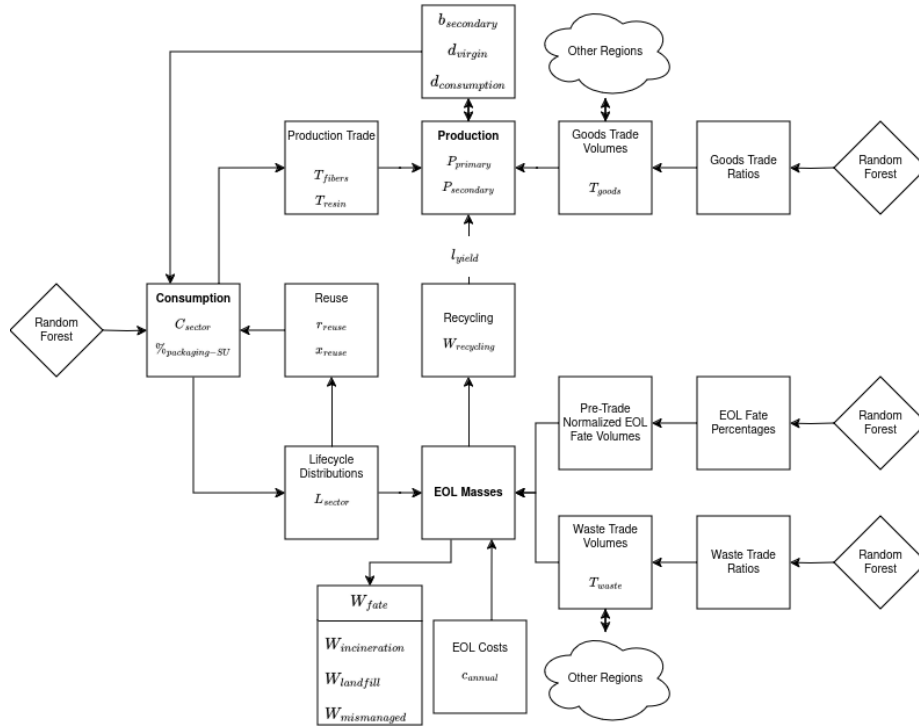 b_secondary
d_virgin
d_consumption
Other Regions
Production Trade
T_fibers
T_resin
Production
P_primary
P_secondary
Goods Trade
Volumes
T_goods
Goods Trade
Ratios
Random
Forest
l_yield
Random
Forest
Consumption
C_sector
%_packaging−SU
Reuse
r_reuse
x_reuse
Recycling
W_recycling
Lifecycle
Distributions
L_sector
EOL Masses
Pre-Trade
Normalized EOL
Fate Volumes
EOL Fate
Percentages
Random
Forest
Waste Trade
Volumes
T_waste
Waste Trade
Ratios
Random
Forest
W_fate
W_incineration
W_landfill
W_mismanaged
EOL Costs
c_annual
Other Regions